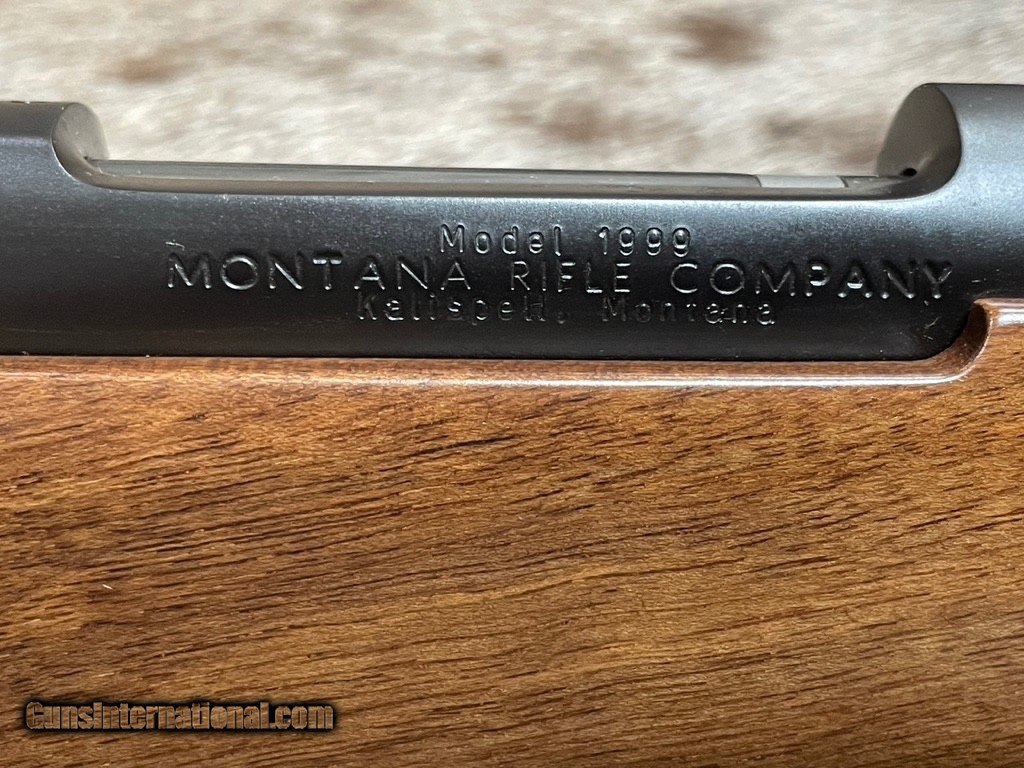 Model 1999
MONTANA RIFLE COMPANY
Kalispell, Montana
GunsInternational.com